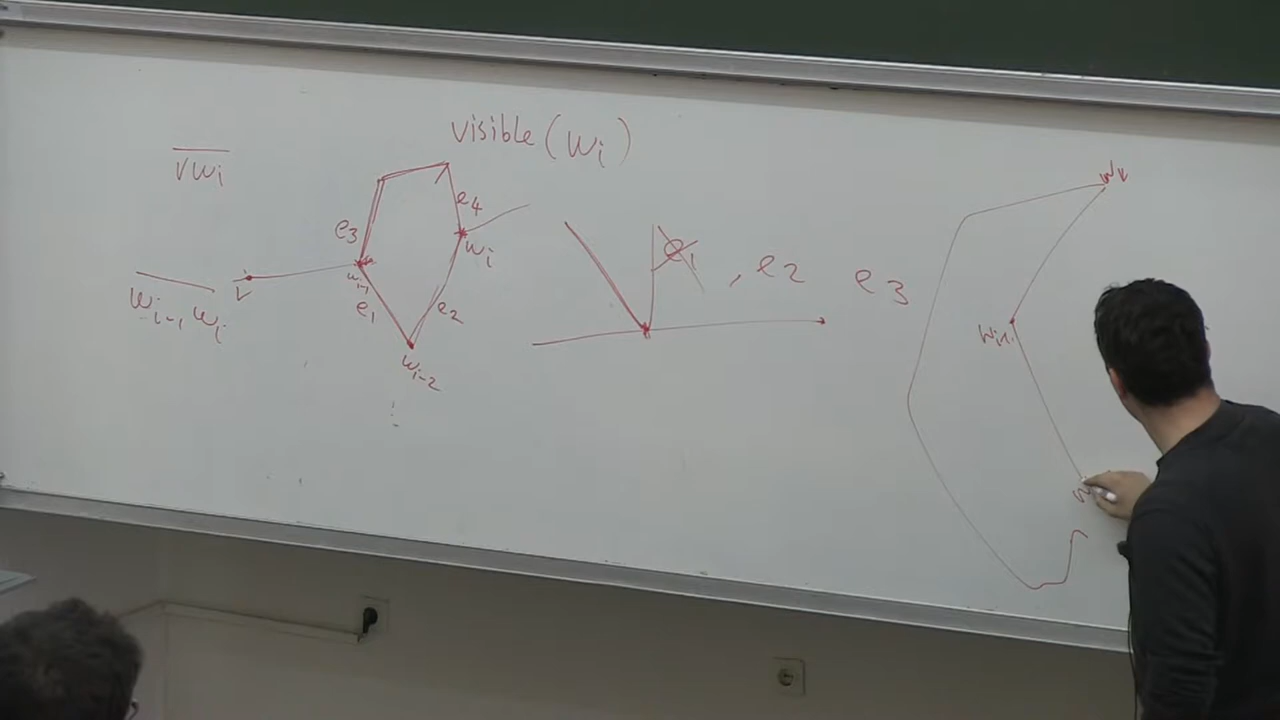 visible(wi)
vwi
wi-1 wi
v
e3
e4
wi
wi-1
e1
e2
wi-2
e1, e2 e3
wi-1
w